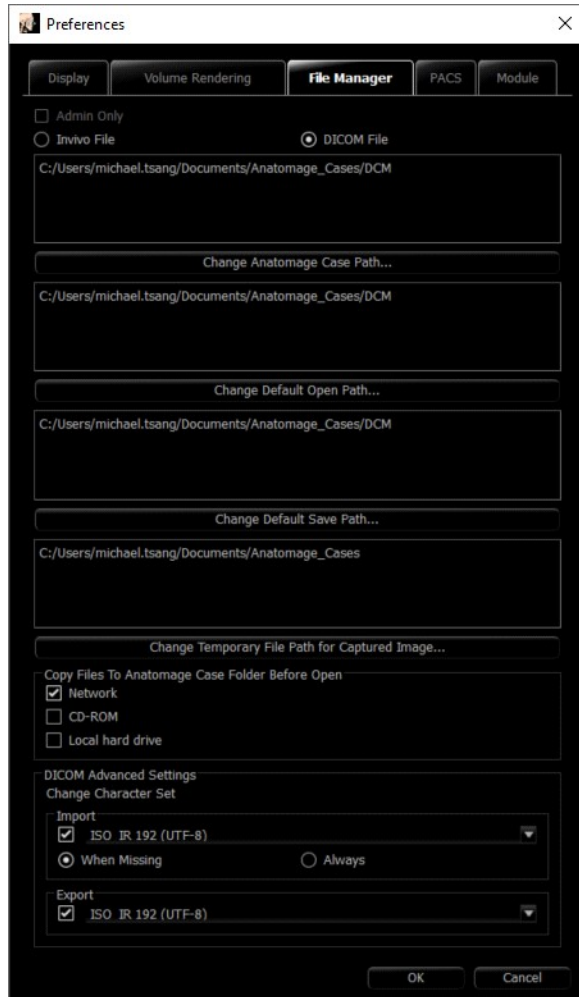 Preferences
Display Volume Rendering File Manager PACS Module
Admin Only
Invivo File DICOM File
C:/Users/michael.tsang/Documents/Anatomage_Cases/DCM
Change Anatomage Case Path...
C:/Users/michael.tsang/Documents/Anatomage_Cases/DCM
Change Default Open Path...
C:/Users/michael.tsang/Documents/Anatomage_Cases/DCM
Change Default Save Path...
C:/Users/michael.tsang/Documents/Anatomage_Cases
Change Temporary File Path for Captured Image...
Copy Files To Anatomage Case Folder Before Open
Network
CD-ROM
Local hard drive
DICOM Advanced Settings
Change Character Set
Import
ISO IR 192 (UTF-8)
When Missing Always
Export
ISO IR 192 (UTF-8)
OK Cancel